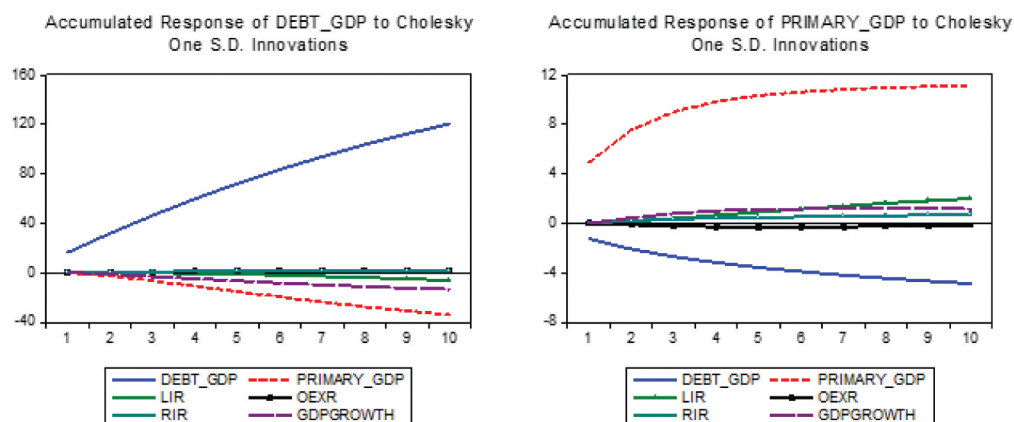 Accumulated Response of DEBT_GDP to Cholesky
One S.D. Innovations
160
120
80
40
0
-40
1 2 3 4 5 6 7 8 9 10
DEBT_GDP PRIMARY_GDP
LIR OEXR
RIR GDPGROWTH
Accumulated Response of PRIMARY_GDP to Cholesky
One S.D. Innovations
12
8
4
0
-4
-8
1 2 3 4 5 6 7 8 9 10
DEBT_GDP PRIMARY_GDP
LIR OEXR
RIR GDPGROWTH